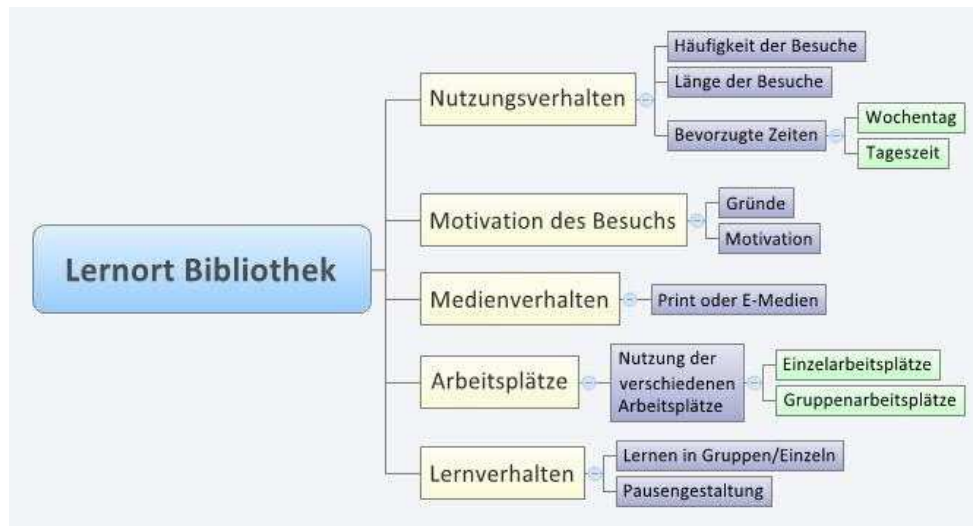 Lernort Bibliothek
Nutzungsverhalten
Häufigkeit der Besuche
Länge der Besuche
Bevorzugte Zeiten
Wochentag
Tageszeit
Motivation des Besuchs
Gründe
Motivation
Medienverhalten
Print oder E-Medien
Arbeitsplätze
Nutzung der
verschiedenen
Arbeitsplätze
Einzelarbeitsplätze
Gruppenarbeitsplätze
Lernverhalten
Lernen in Gruppen/Einzeln
Pausengestaltung